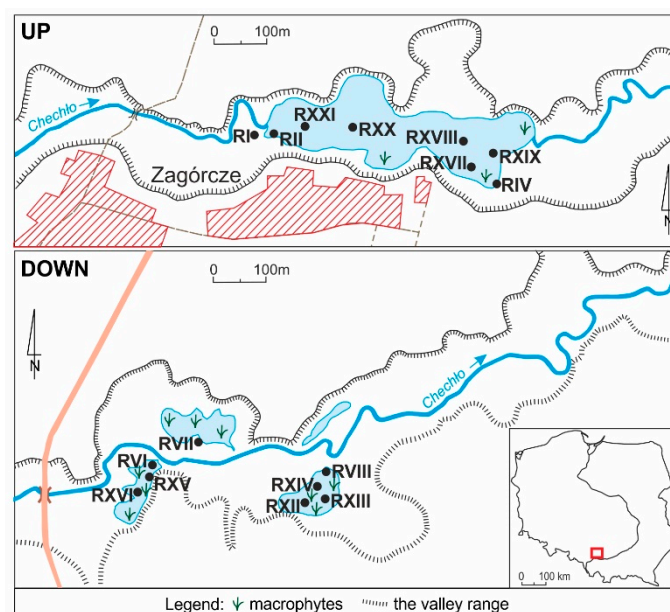 UP
0 100m
Chechło
RXXI
RI RII
RXX
RXVIII
RXIX
RXVII
RIV
Zagórcze
N
DOWN
0 100m
N
Chechło
RVII
RVI
RXV
RXVI
RVIII
RXIV
RXIII
RXII
0 100 km
Legend: macrophytes the valley range